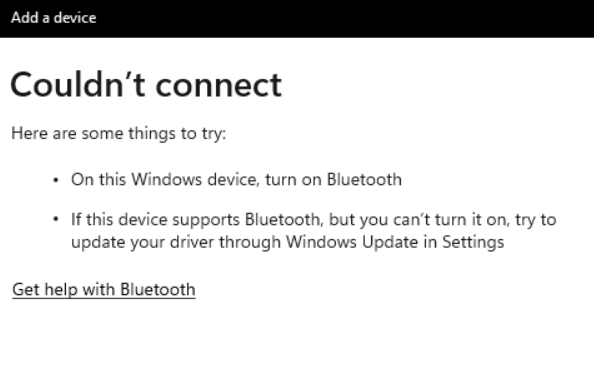 Add a device
Couldn’t connect
Here are some things to try:
• On this Windows device, turn on Bluetooth
• If this device supports Bluetooth, but you can’t turn it on, try to
update your driver through Windows Update in Settings
Get help with Bluetooth